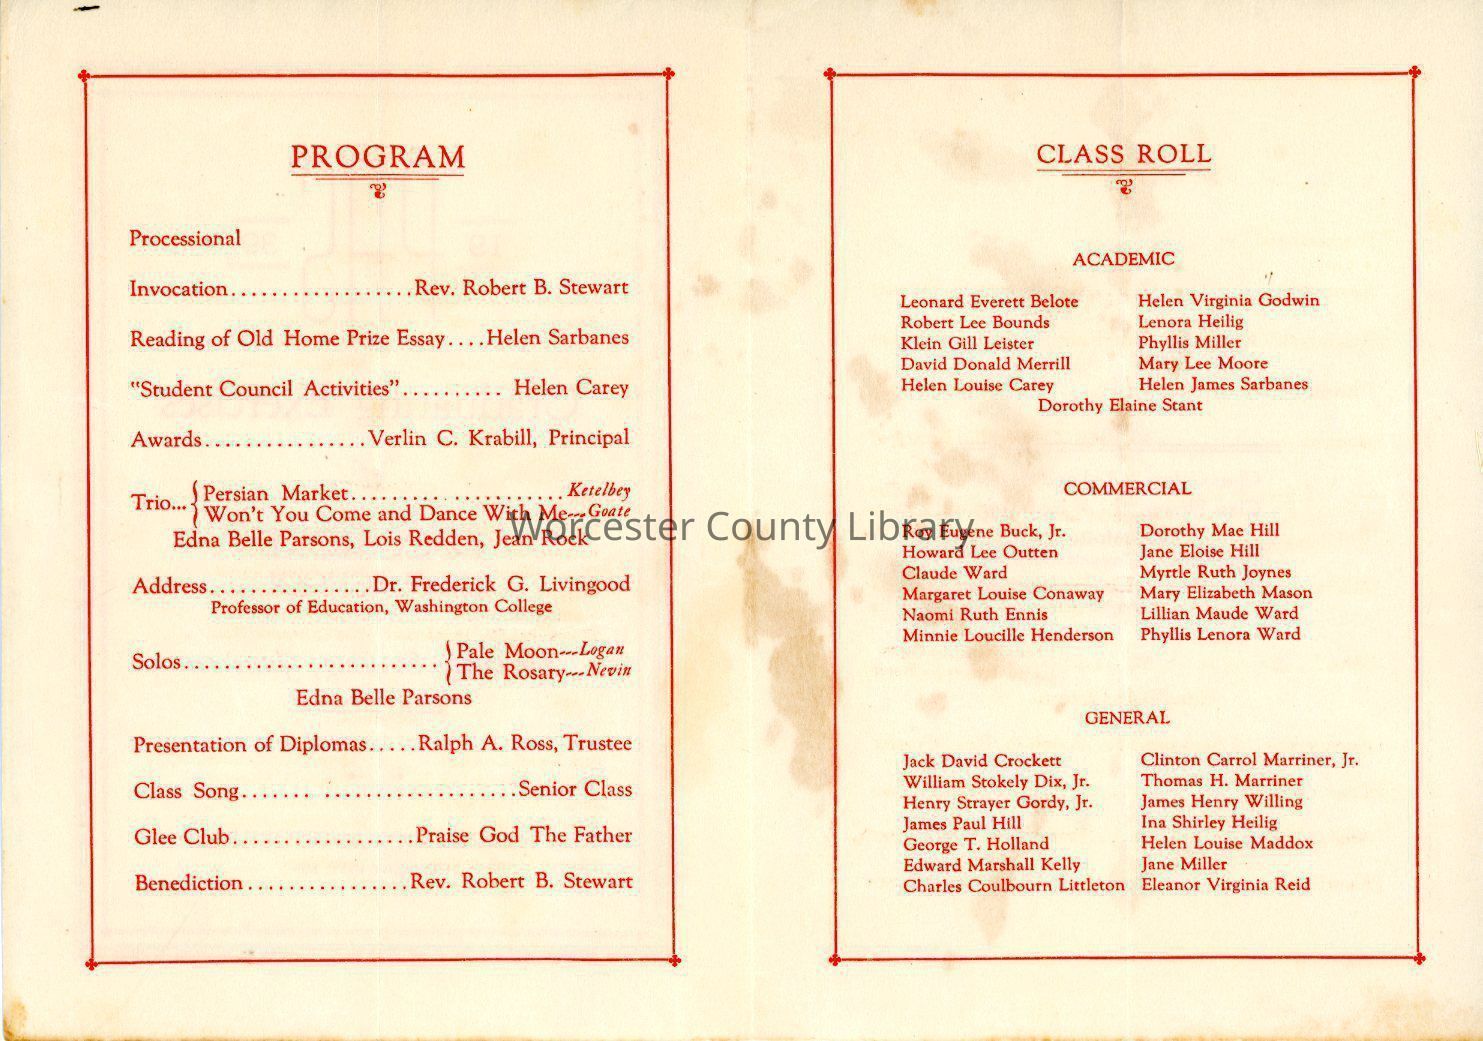 PROGRAM
Processional
Invocation..................Rev. Robert B. Stewart
Reading of Old Home Prize Essay....Helen Sarbanes
"Student Council Activities".......... Helen Carey
Awards................Verlin C. Krabill, Principal
Trio... Persian Market..................... Ketelbey
Won't You Come and Dance With Me---Goate
Edna Belle Parsons, Lois Redden, Jean Rock
Address................Dr. Frederick G. Livingood
Professor of Education, Washington College
Solos......................... Pale Moon---Logan
The Rosary---Nevin
Edna Belle Parsons
Presentation of Diplomas.....Ralph A. Ross, Trustee
Class Song..........................Senior Class
Glee Club..................Praise God The Father
Benediction................Rev. Robert B. Stewart
CLASS ROLL
ACADEMIC
Leonard Everett Belote Helen Virginia Godwin
Robert Lee Bounds Lenora Heilig
Klein Gill Leister Phyllis Miller
David Donald Merrill Mary Lee Moore
Helen Louise Carey Helen James Sarbanes
Dorothy Elaine Stant
COMMERCIAL
Roy Eugene Buck, Jr. Dorothy Mae Hill
Howard Lee Outten Jane Eloise Hill
Claude Ward Myrtle Ruth Joynes
Margaret Louise Conaway Mary Elizabeth Mason
Naomi Ruth Ennis Lillian Maude Ward
Minnie Loucille Henderson Phyllis Lenora Ward
GENERAL
Jack David Crockett Clinton Carrol Marriner, Jr.
William Stokely Dix, Jr. Thomas H. Marriner
Henry Strayer Gordy, Jr. James Henry Willing
James Paul Hill Ina Shirley Heilig
George T. Holland Helen Louise Maddox
Edward Marshall Kelly Jane Miller
Charles Coulbourn Littleton Eleanor Virginia Reid
Worcester County Library